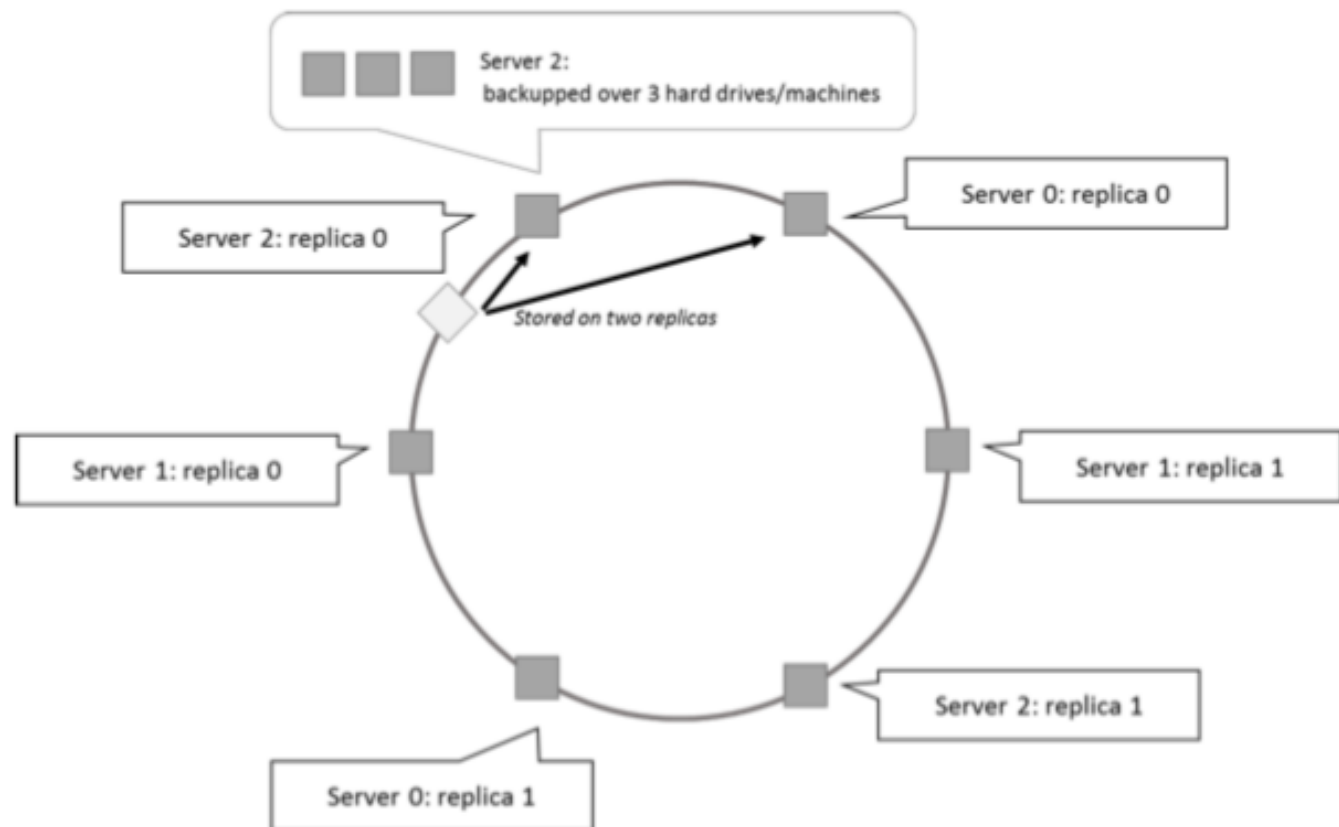 Server 2:
backupped over 3 hard drives/machines
Server 0: replica 0
Server 2: replica 0
Stored on two replicas
Server 1: replica 0
Server 1: replica 1
Server 2: replica 1
Server 0: replica 1